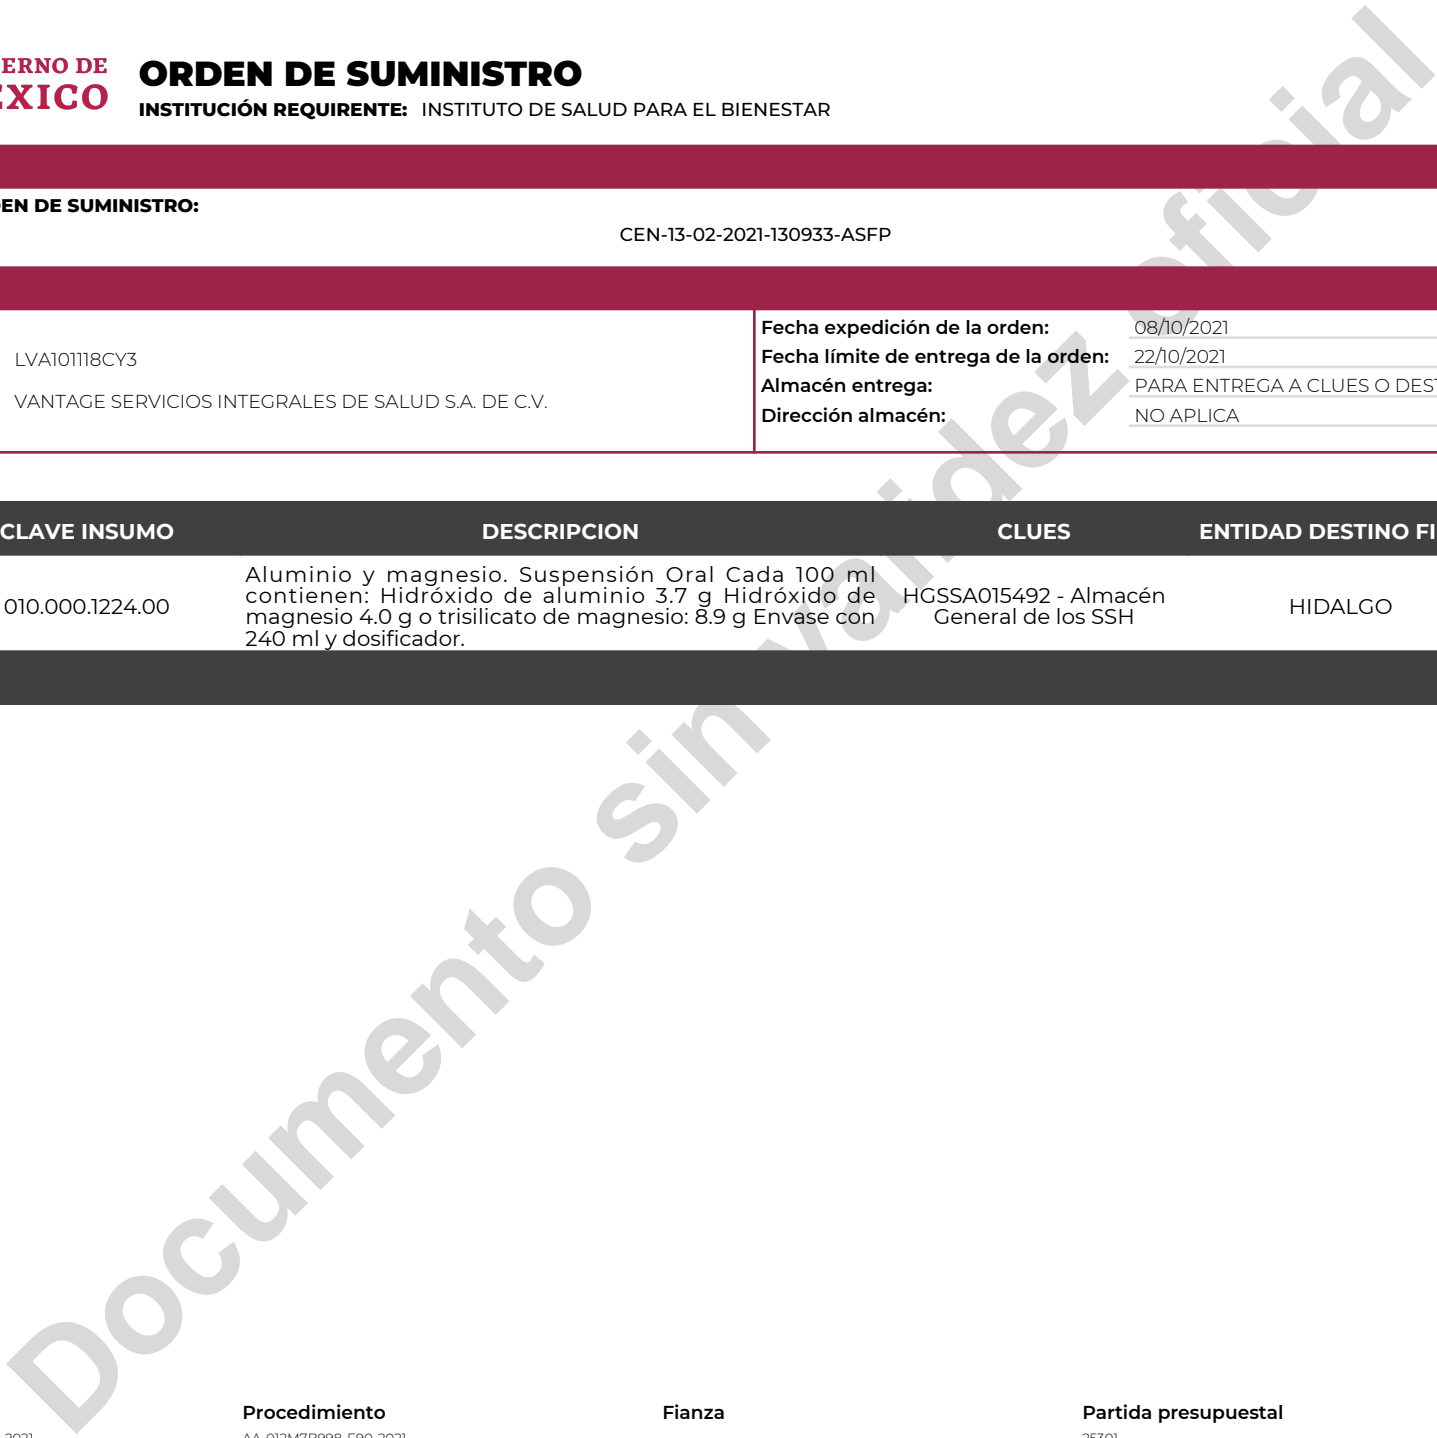 ERNO DE
ÉXICO
ORDEN DE SUMINISTRO
INSTITUCIÓN REQUIRENTE: INSTITUTO DE SALUD PARA EL BIENESTAR
EN DE SUMINISTRO:
CEN-13-02-2021-130933-ASFP
LVA101118CY3
VANTAGE SERVICIOS INTEGRALES DE SALUD S.A. DE C.V.
Fecha expedición de la orden: 08/10/2021
Fecha límite de entrega de la orden: 22/10/2021
Almacén entrega: PARA ENTREGA A CLUES O DEST
Dirección almacén: NO APLICA
CLAVE INSUMO DESCRIPCION CLUES ENTIDAD DESTINO FI
010.000.1224.00
Aluminio y magnesio. Suspensión Oral Cada 100 ml
contienen: Hidróxido de aluminio 3.7 g Hidróxido de
magnesio 4.0 g o trisilicato de magnesio: 8.9 g Envase con
240 ml y dosificador.
HGSSA015492 - Almacén
General de los SSH
HIDALGO
Documento sin validez oficial
Procedimiento Fianza Partida presupuestal